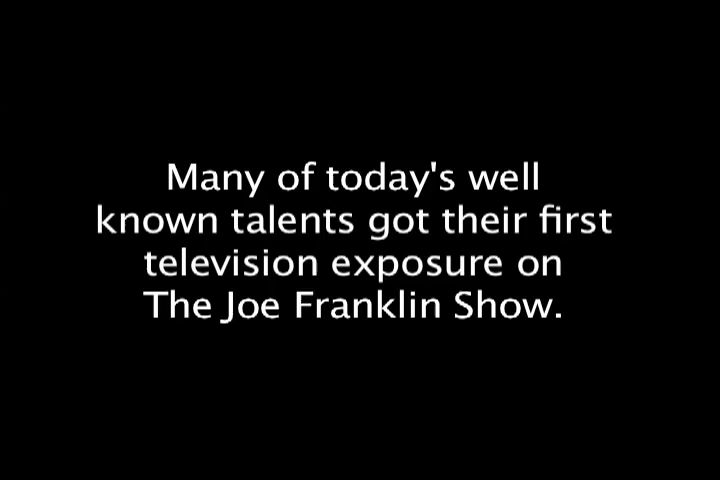 Many of today's well
known talents got their first
television exposure on
The Joe Franklin Show.